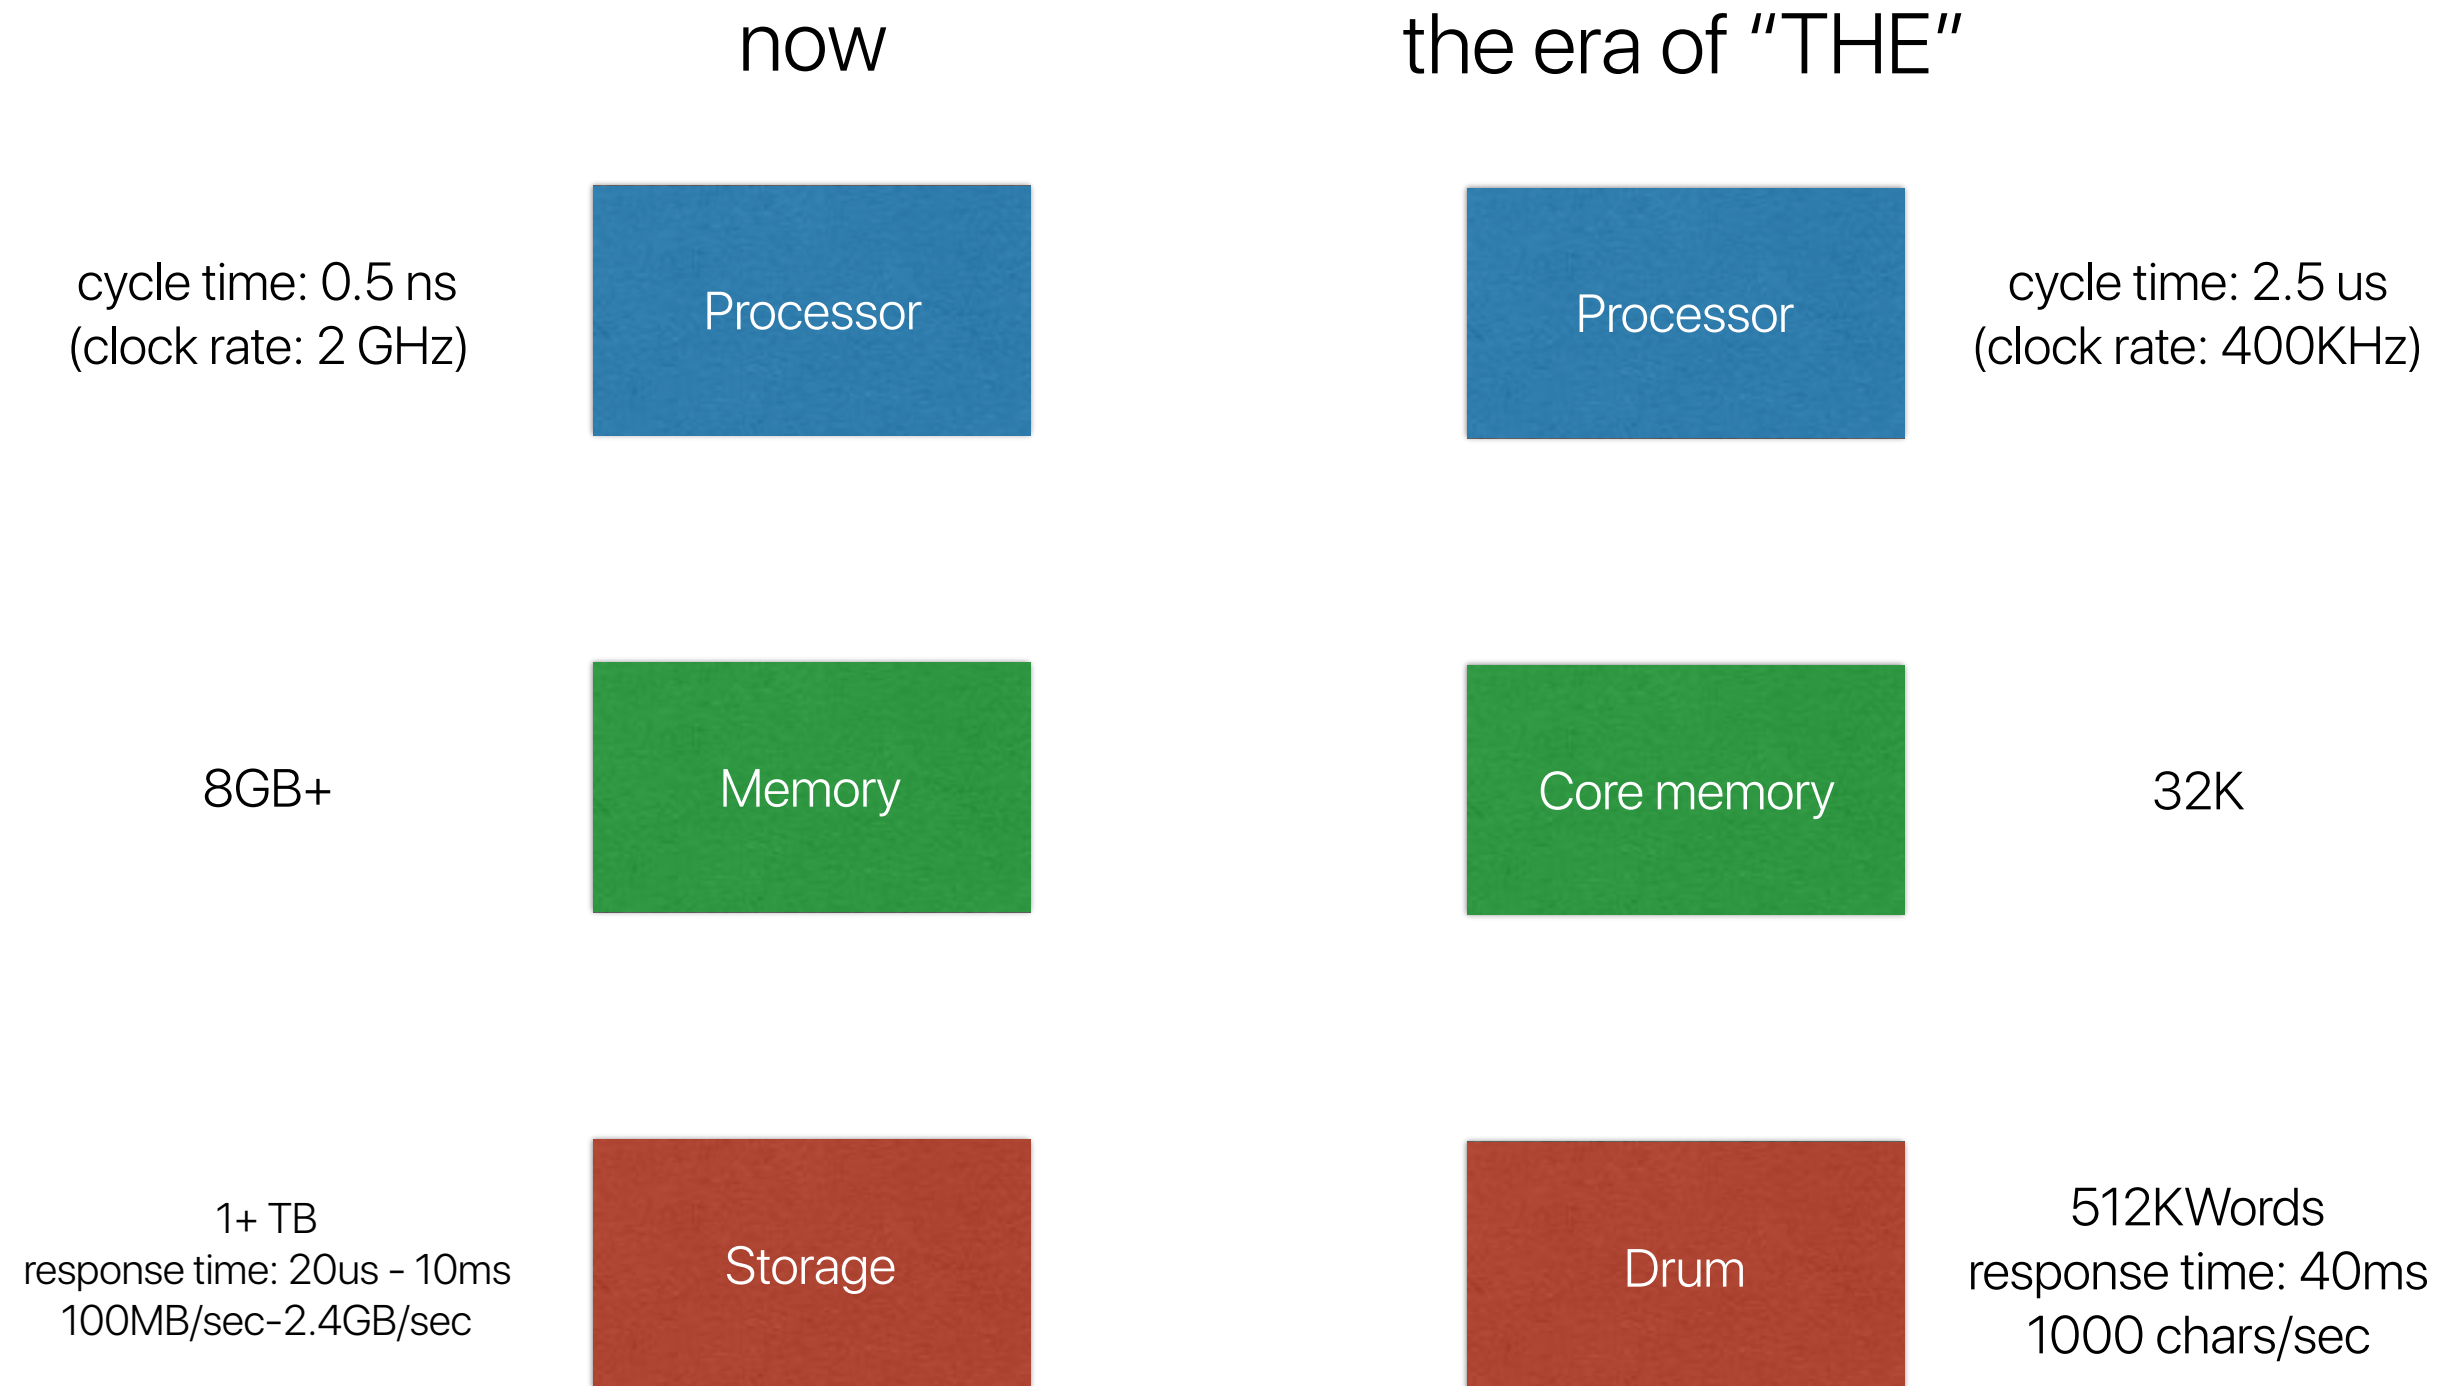 now
the era of “THE”
cycle time: 0.5 ns
(clock rate: 2 GHz)
Processor
Processor
cycle time: 2.5 us
(clock rate: 400KHz)
8GB+
Memory
Core memory
32K
1+ TB
response time: 20us - 10ms
100MB/sec-2.4GB/sec
Storage
Drum
512KWords
response time: 40ms
1000 chars/sec